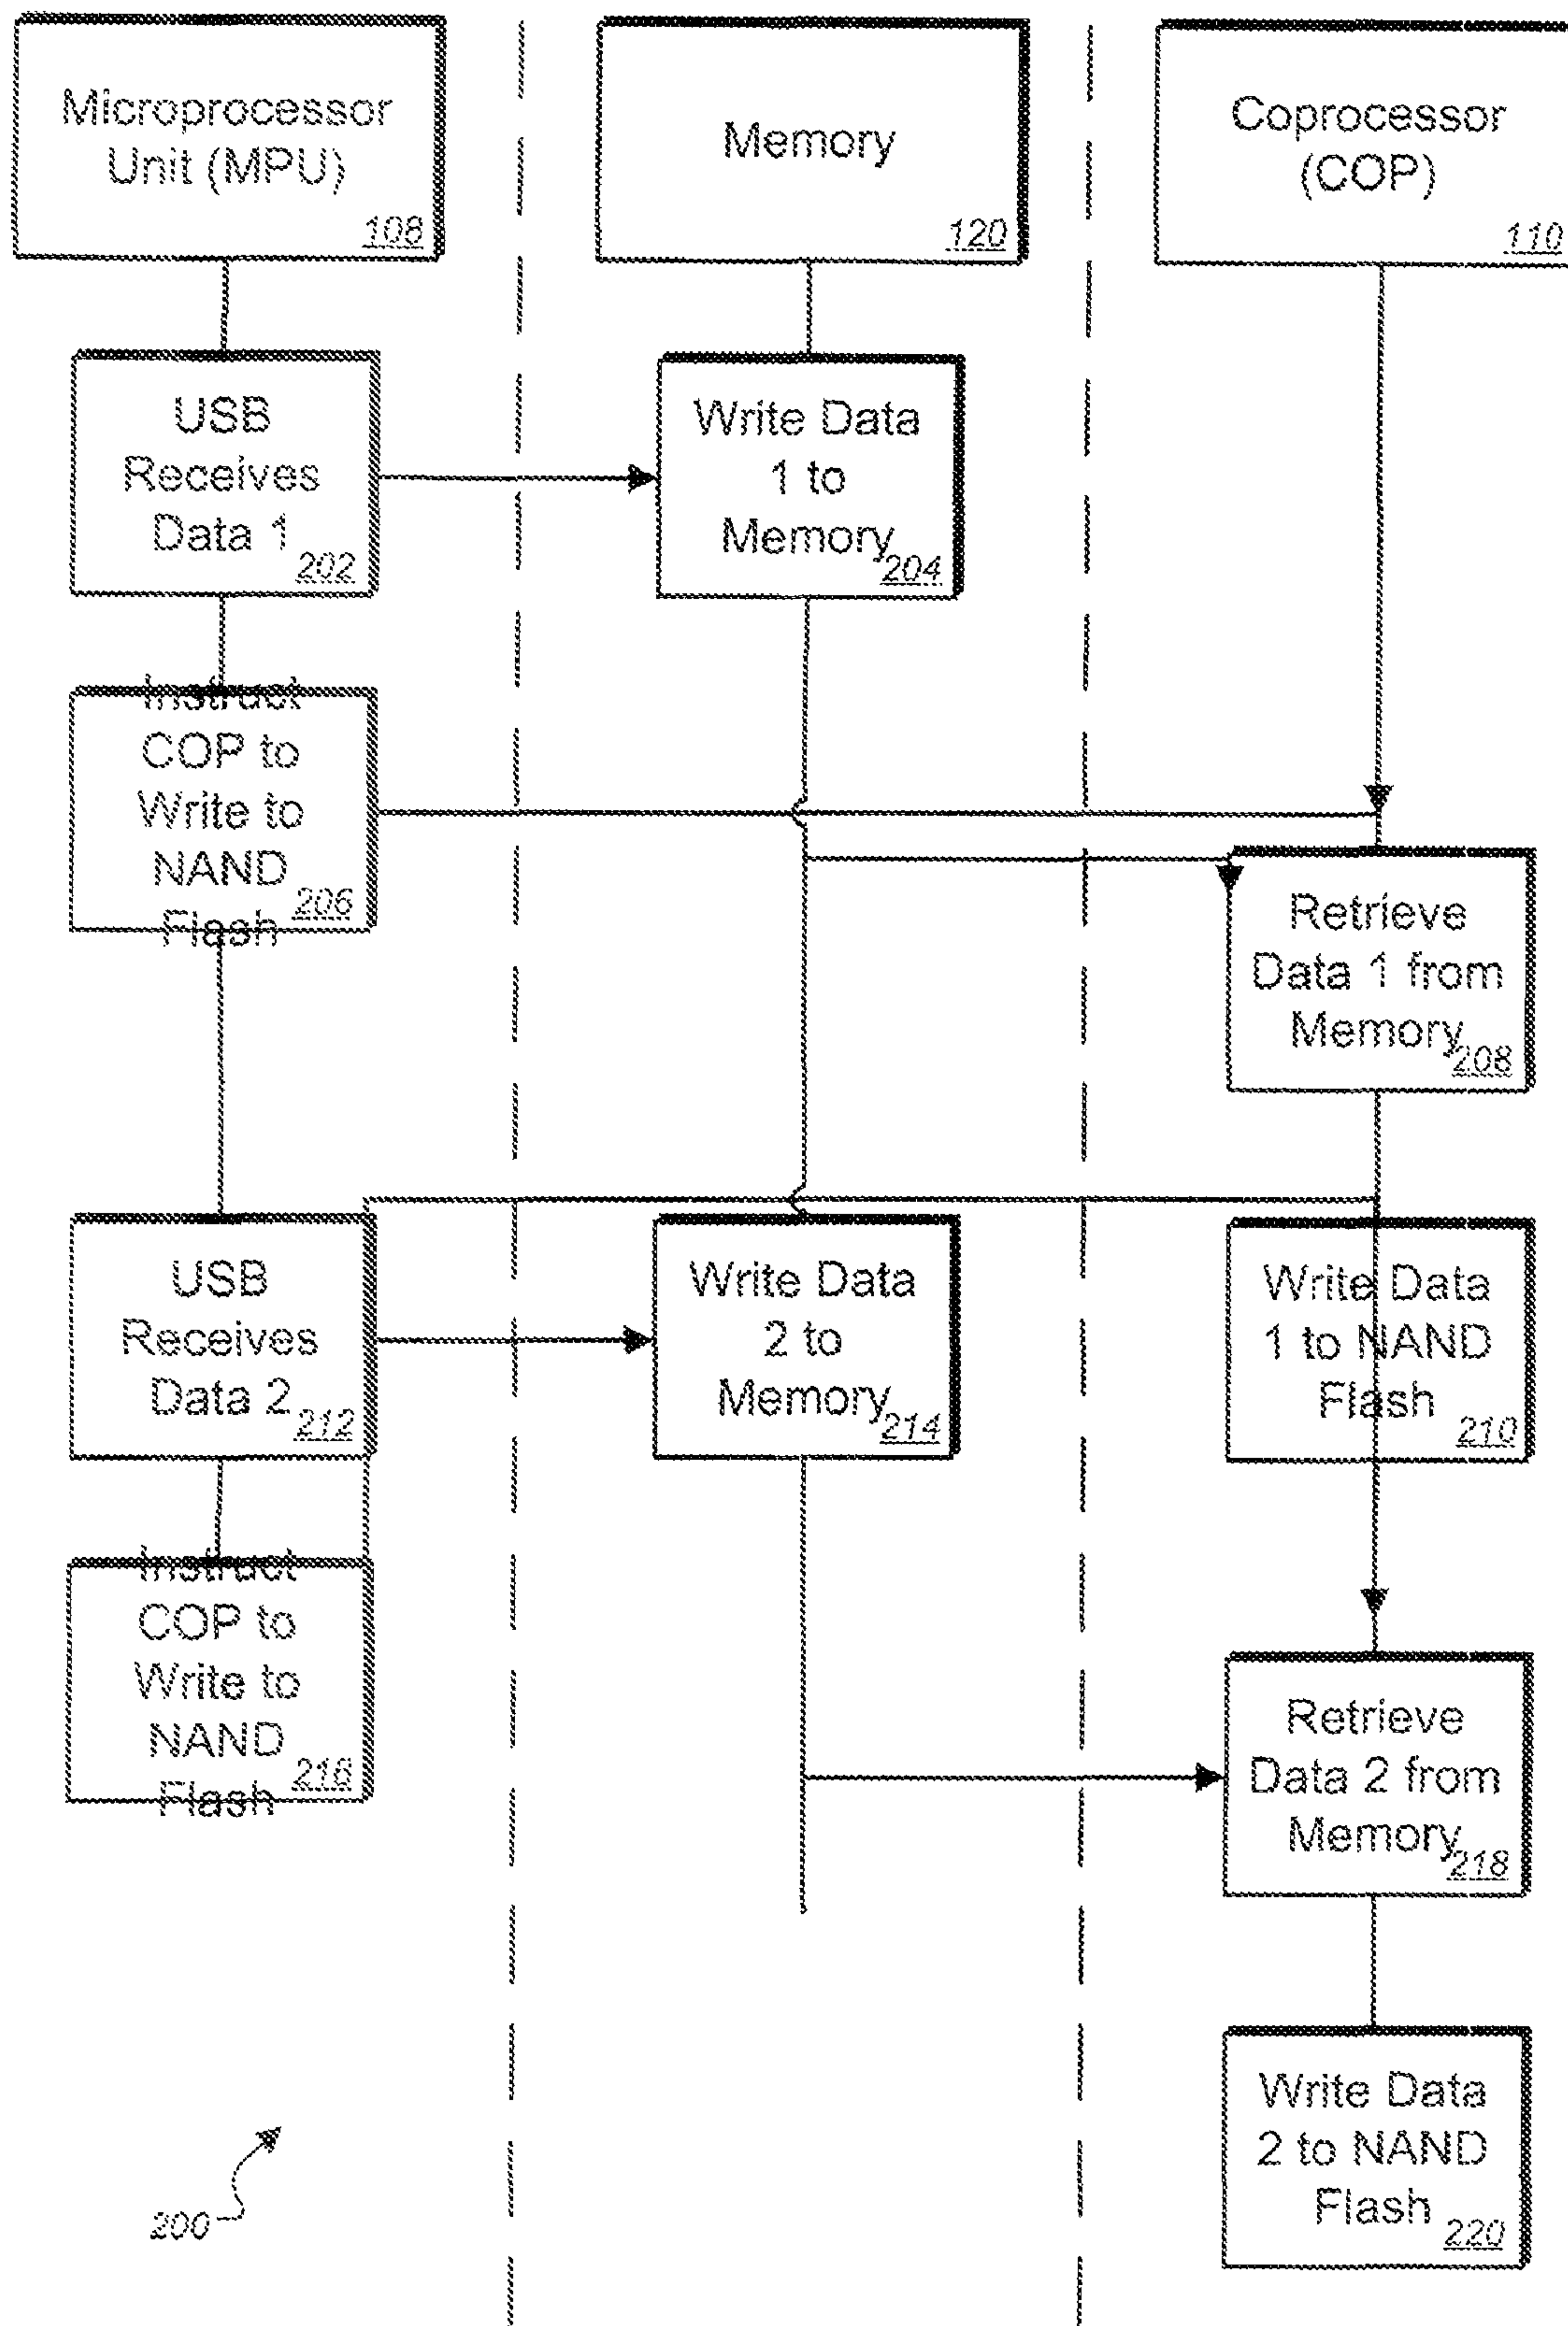 Microprocessor
Unit (MPU)
108
Memory
120
Coprocessor
(COP)
110
USB
Receives
Data 1
202
Write Data
1 to
Memory
204
Instruct
COP to
Write to
NAND
Flash
206
Retrieve
Data 1 from
Memory
208
USB
Receives
Data 2
212
Write Data
2 to
Memory
214
Write Data
1 to NAND
Flash
210
Instruct
COP to
Write to
NAND
Flash
216
Retrieve
Data 2 from
Memory
218
Write Data
2 to NAND
Flash
220
200